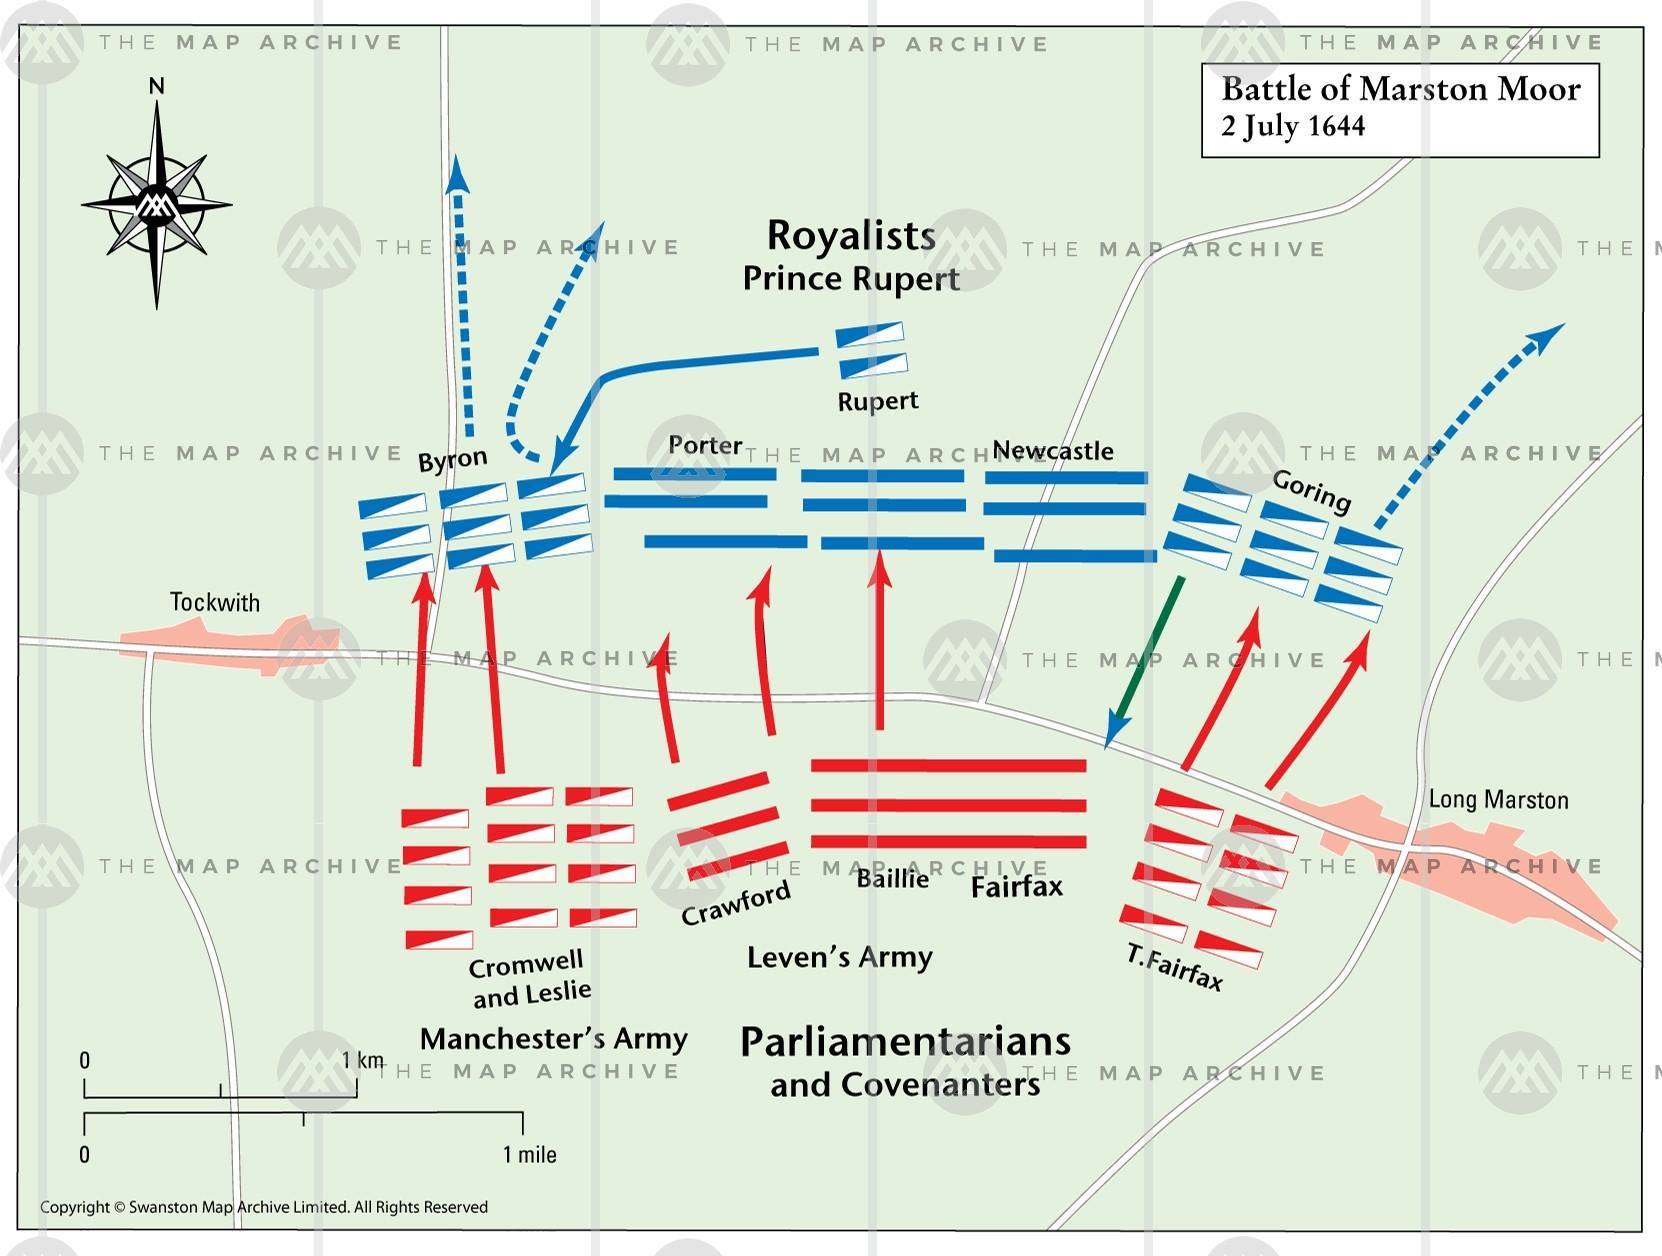 THE MAP ARCHIVE
THE MAP ARCHIVE
THE MAP ARCHIVE
Battle of Marston Moor
2 July 1644
N
Royalists
Prince Rupert
THE MAP ARCHIVE
THE MAP ARCHIVE
THE M
Rupert
Byron
Porter
Newcastle
Goring
THE MAP ARCHIVE
THE MAP ARCHIVE
THE MAP ARCHIVE
Tockwith
THE MAP ARCHIVE
THE MAP ARCHIVE
THE M
Long Marston
THE MAP ARCHIVE
THE MAP ARCHIVE
THE MAP ARCHIVE
Crawford
Baillie
Fairfax
Cromwell
and Leslie
Leven's Army
T.Fairfax
Manchester's Army
Parliamentarians
and Covenanters
THE MAP ARCHIVE
THE MAP ARCHIVE
THE M
0 1 km
0 1 mile
Copyright © Swanston Map Archive Limited. All Rights Reserved